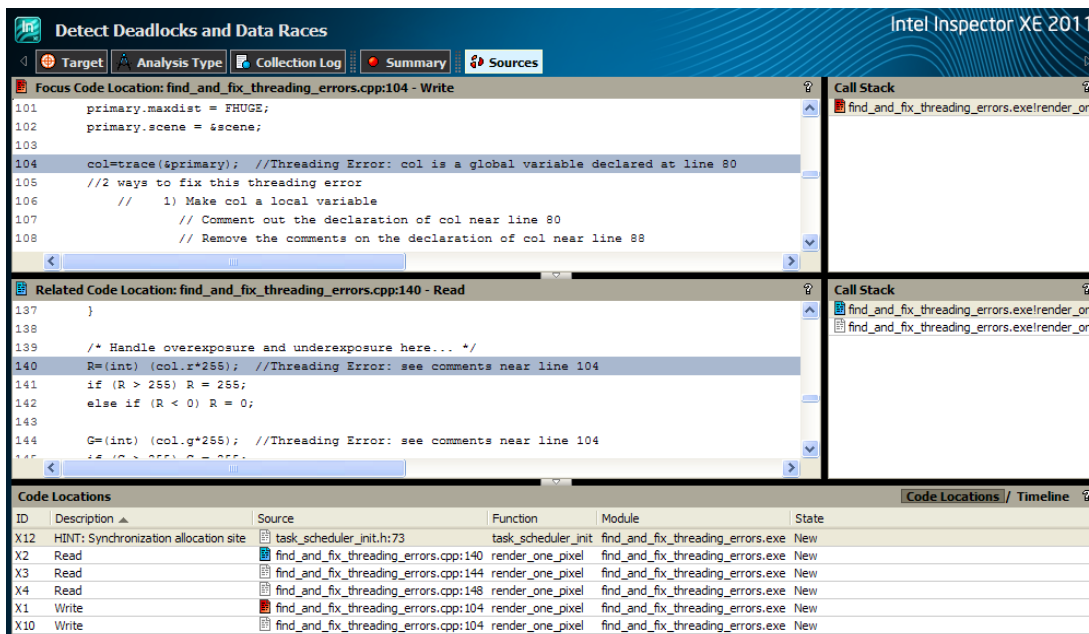 Detect Deadlocks and Data Races
Intel Inspector XE 2011
Target Analysis Type Collection Log Summary Sources
Focus Code Location: find_and_fix_threading_errors.cpp:104 - Write
101 primary.maxdist = FHUGE;
102 primary.scene = &scene;
103
104 col=trace(&primary); //Threading Error: col is a global variable declared at line 80
105 //2 ways to fix this threading error
106 // 1) Make col a local variable
107 // Comment out the declaration of col near line 80
108 // Remove the comments on the declaration of col near line 88
Call Stack
find_and_fix_threading_errors.exe!render_on
Related Code Location: find_and_fix_threading_errors.cpp:140 - Read
137 }
138
139 /* Handle overexposure and underexposure here... */
140 R=(int) (col.r*255); //Threading Error: see comments near line 104
141 if (R > 255) R = 255;
142 else if (R < 0) R = 0;
143
144 G=(int) (col.g*255); //Threading Error: see comments near line 104
145 if (G > 255) G = 255;
Call Stack
find_and_fix_threading_errors.exe!render_on
find_and_fix_threading_errors.exe!render_on
Code Locations
Code Locations / Timeline
ID Description Source Function Module State
X12 HINT: Synchronization allocation site task_scheduler_init.h:73 task_scheduler_init find_and_fix_threading_errors.exe New
X2 Read find_and_fix_threading_errors.cpp:140 render_one_pixel find_and_fix_threading_errors.exe New
X3 Read find_and_fix_threading_errors.cpp:144 render_one_pixel find_and_fix_threading_errors.exe New
X4 Read find_and_fix_threading_errors.cpp:148 render_one_pixel find_and_fix_threading_errors.exe New
X1 Write find_and_fix_threading_errors.cpp:104 render_one_pixel find_and_fix_threading_errors.exe New
X10 Write find_and_fix_threading_errors.cpp:104 render_one_pixel find_and_fix_threading_errors.exe New